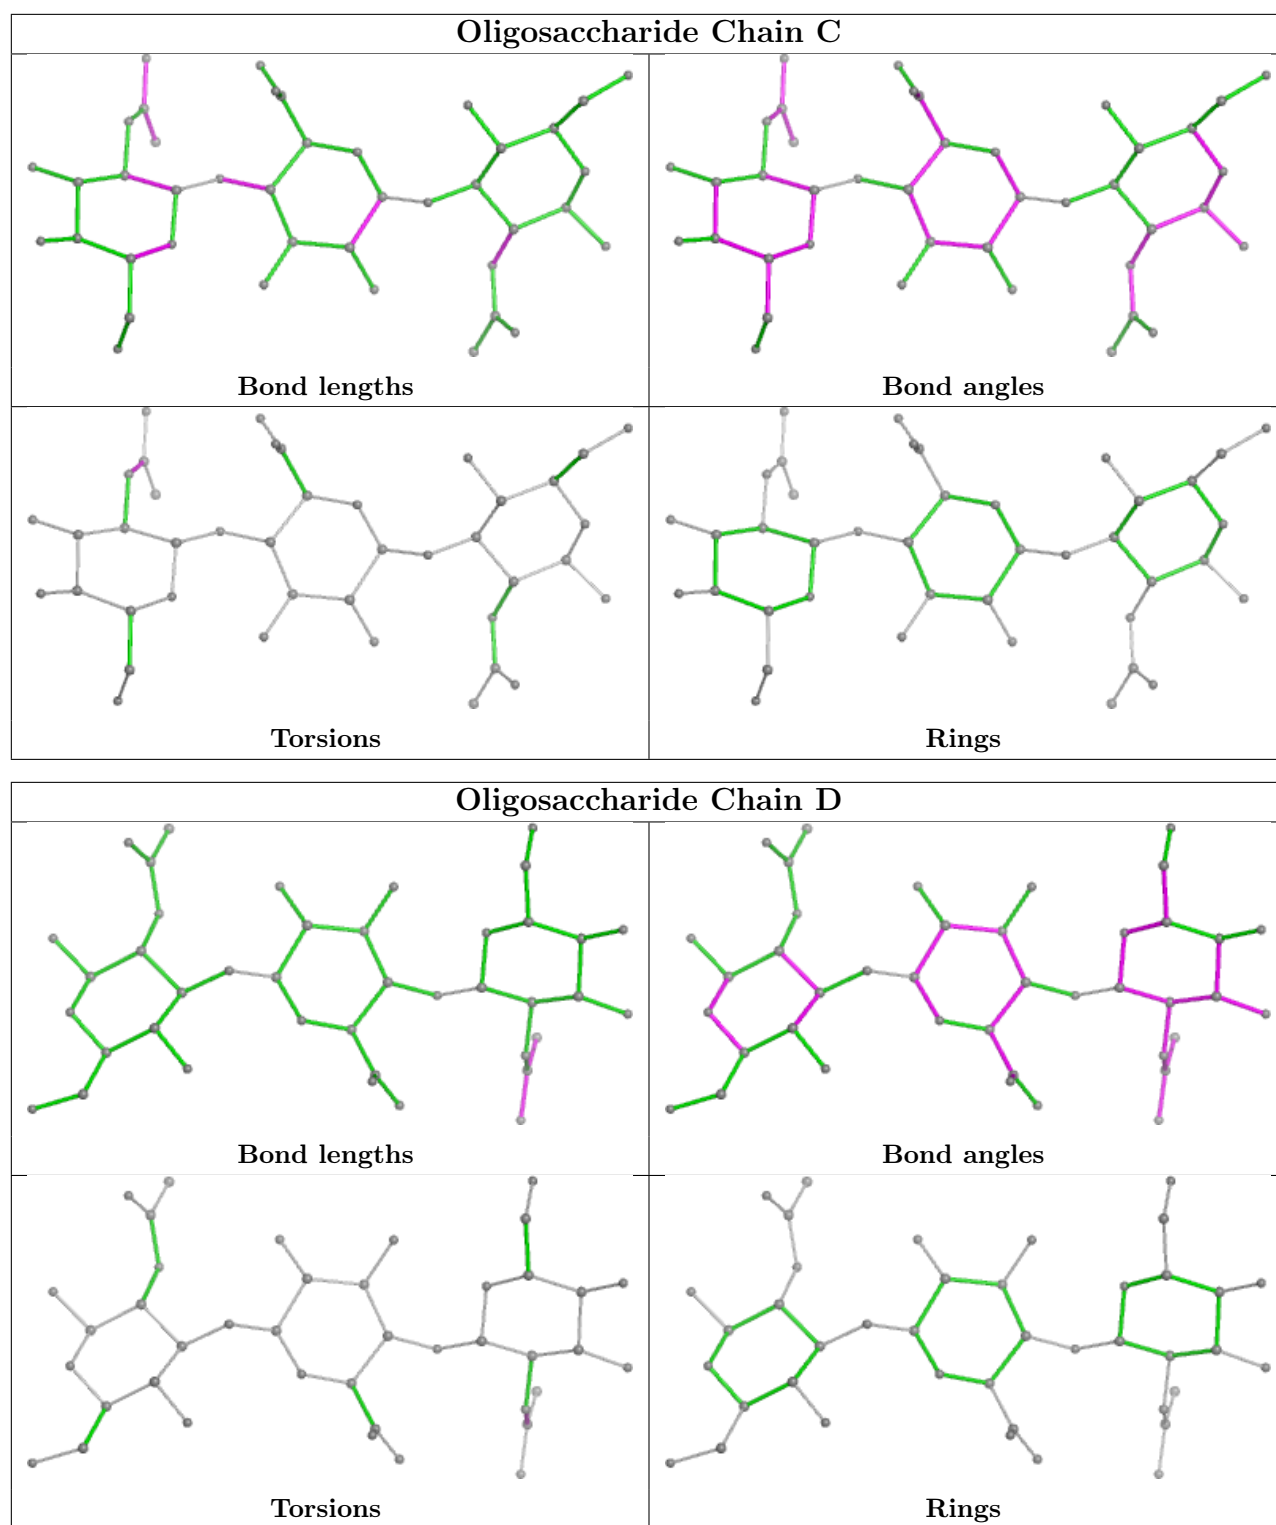 Oligosaccharide Chain C
Bond lengths
Bond angles
Torsions
Rings
Oligosaccharide Chain D
Bond lengths
Bond angles
Torsions
Rings